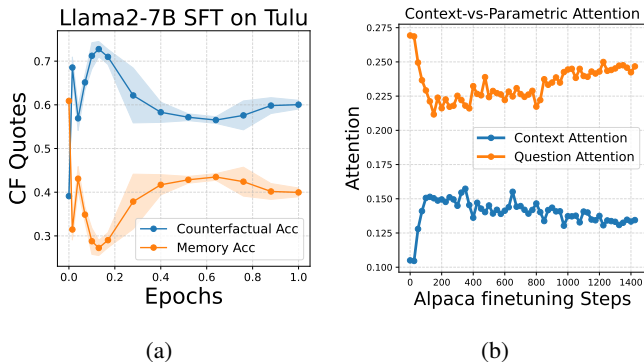 Llama2-7B SFT on Tulu
CF Quotes
0.7
0.6
0.5
0.4
0.3
Counterfactual Acc
Memory Acc
0.0 0.2 0.4 0.6 0.8 1.0
Epochs
(a)
Context-vs-Parametric Attention
Attention
0.275
0.250
0.225
0.200
0.175
0.150
0.125
0.100
Context Attention
Question Attention
0 200 400 600 800 1000 1200 1400
Alpaca finetuning Steps
(b)